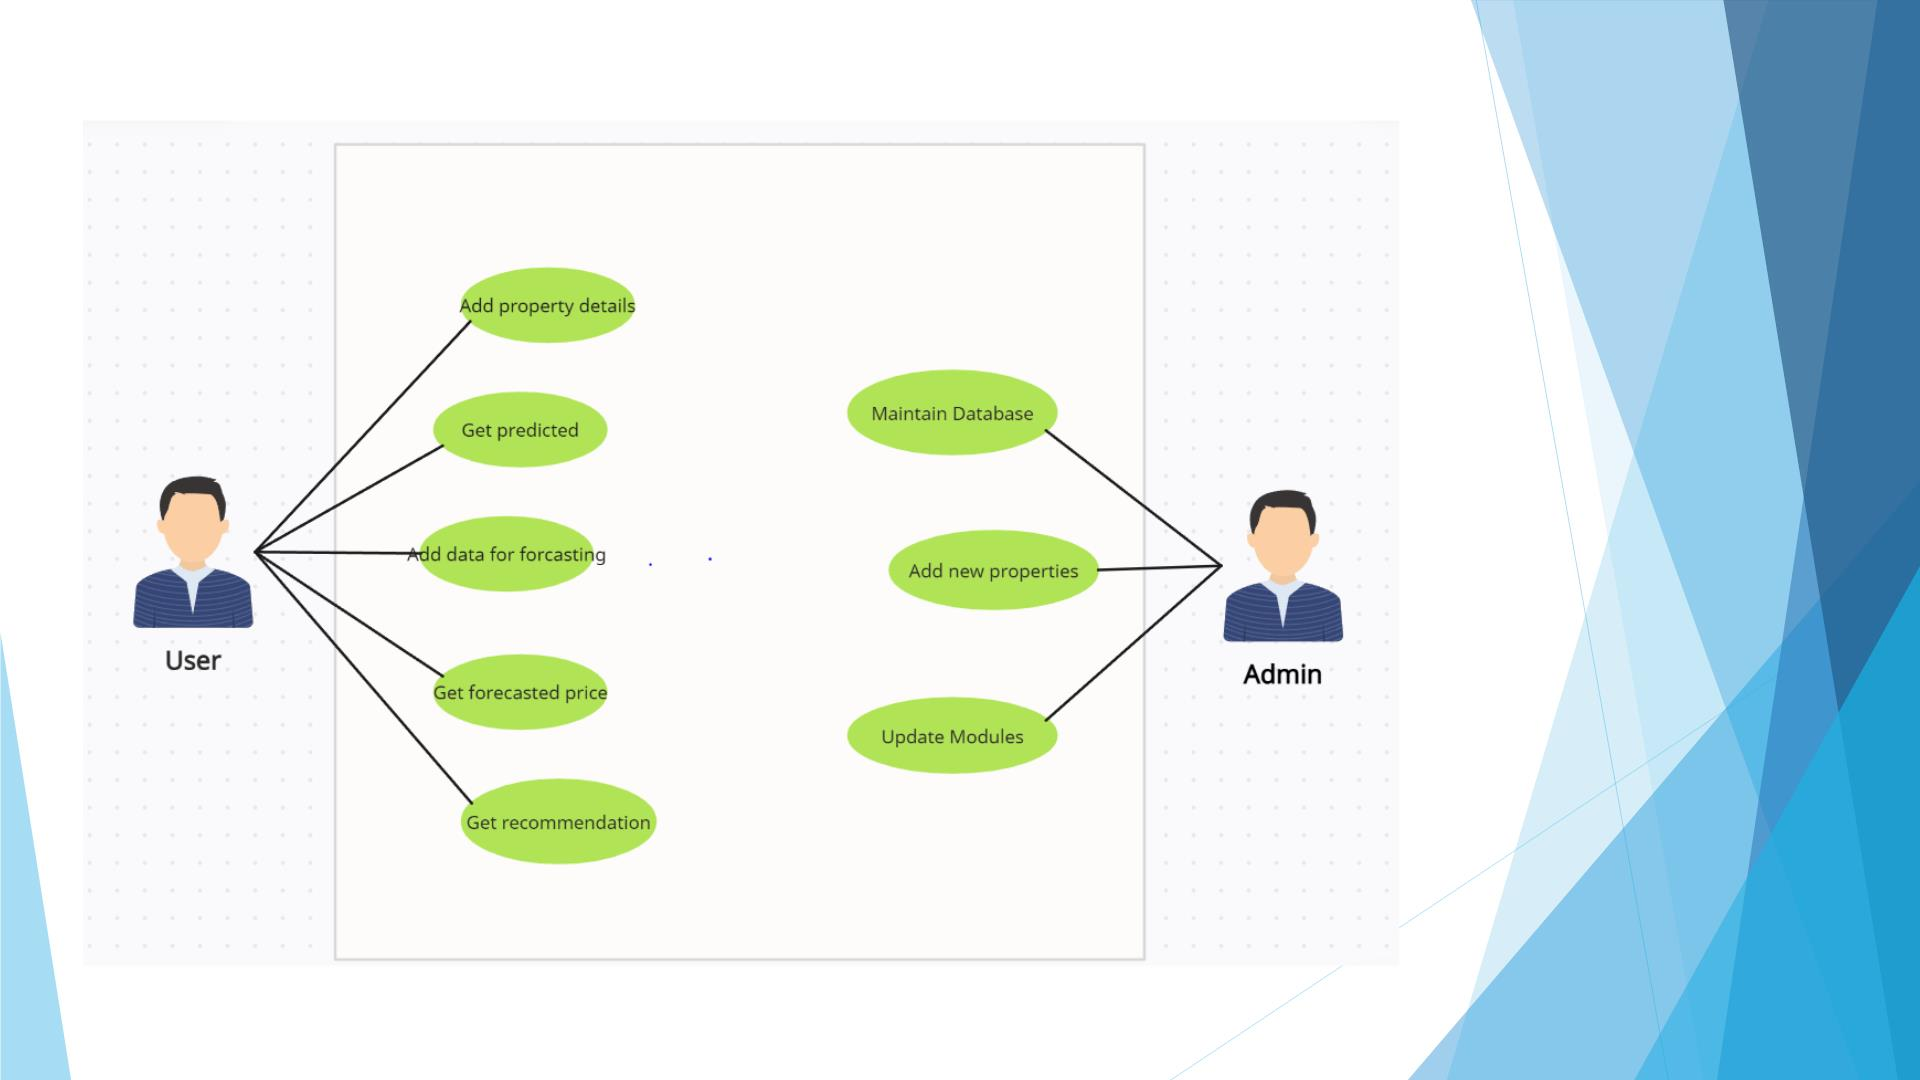 Add property details
Get predicted
Add data for forcasting
Get forecasted price
Get recommendation
User
Maintain Database
Add new properties
Update Modules
Admin